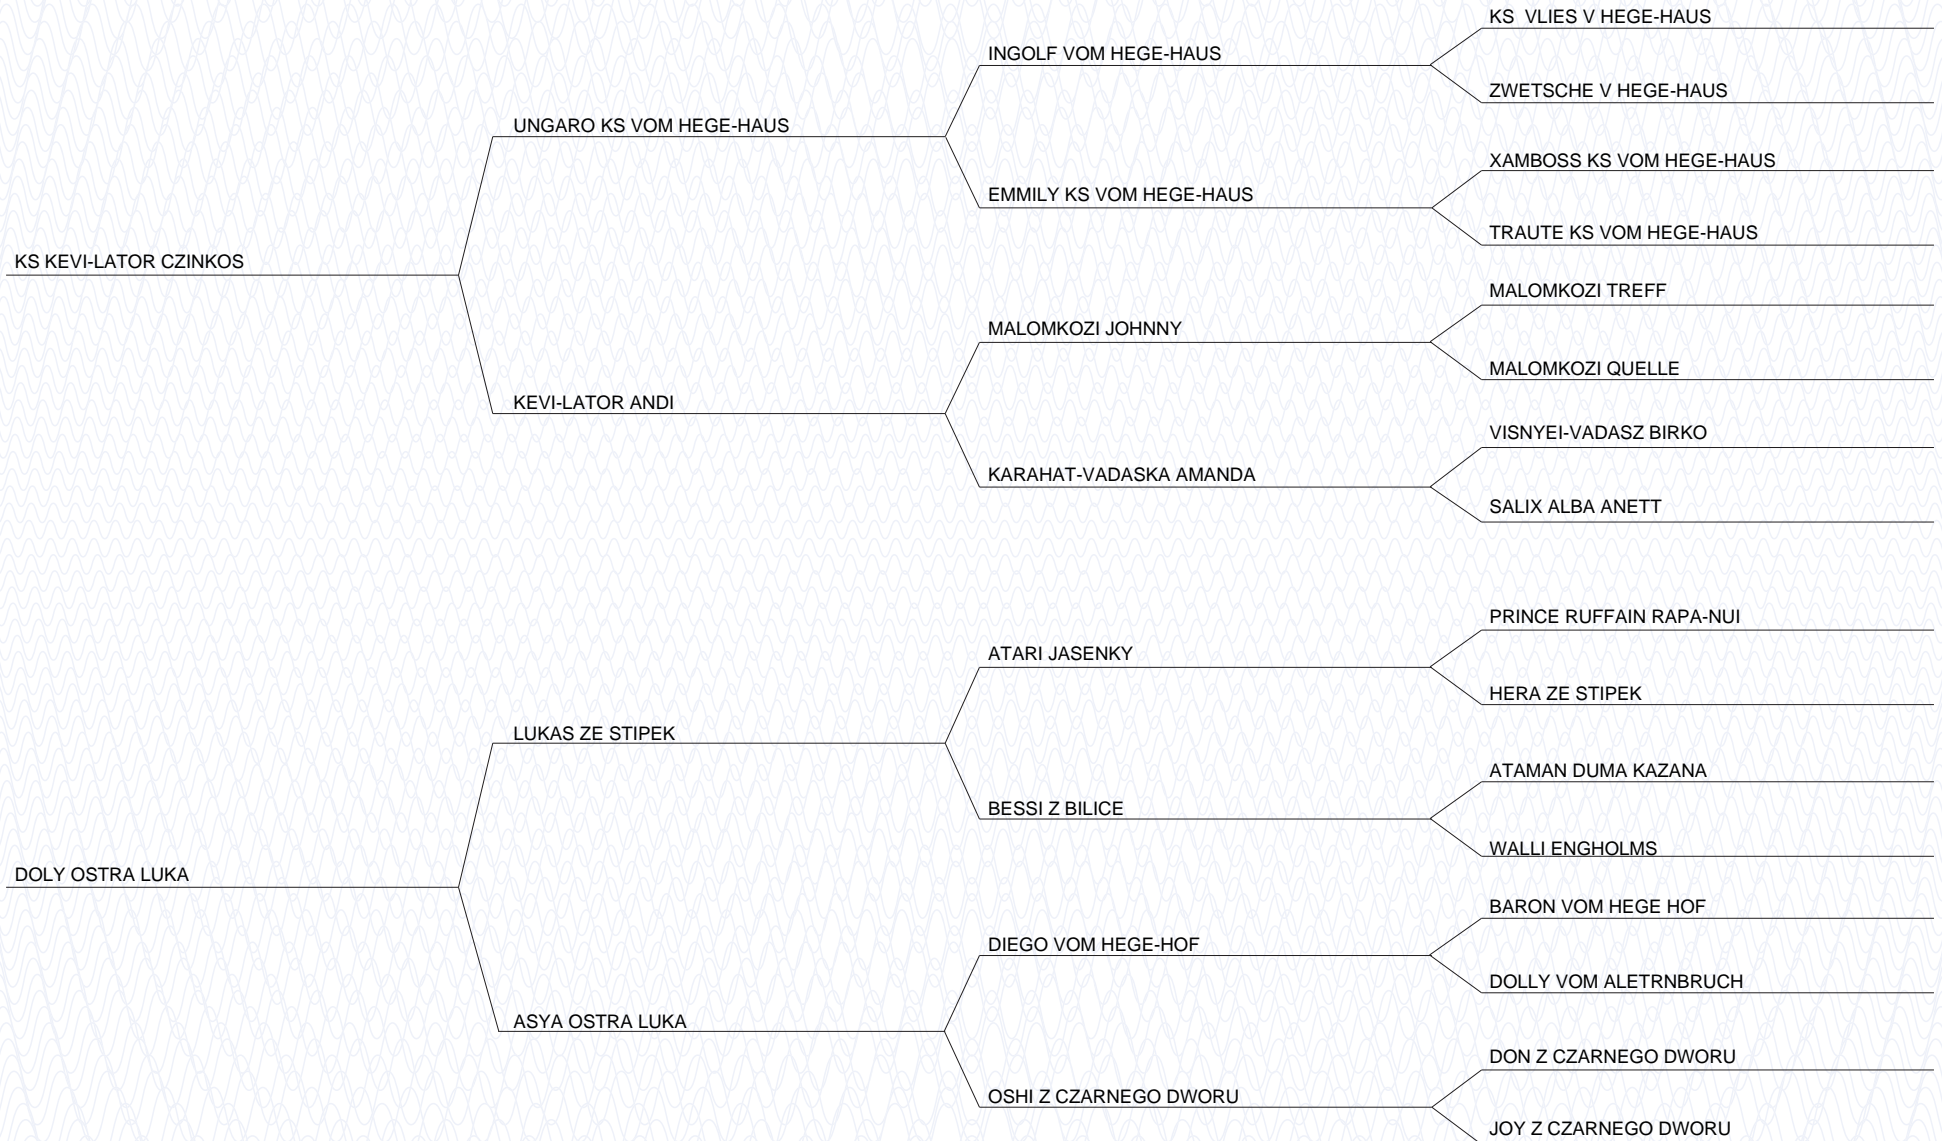 KS VLIES V HEGE-HAUS
INGOLF VOM HEGE-HAUS
ZWETSCHE V HEGE-HAUS
UNGARO KS VOM HEGE-HAUS
XAMBOSS KS VOM HEGE-HAUS
EMMILY KS VOM HEGE-HAUS
TRAUTE KS VOM HEGE-HAUS
KS KEVI-LATOR CZINKOS
MALOMKOZI TREFF
MALOMKOZI JOHNNY
MALOMKOZI QUELLE
KEVI-LATOR ANDI
VISNYEI-VADASZ BIRKO
KARAHAT-VADASKA AMANDA
SALIX ALBA ANETT
PRINCE RUFFAIN RAPA-NUI
ATARI JASENKY
HERA ZE STIPEK
LUKAS ZE STIPEK
ATAMAN DUMA KAZANA
BESSI Z BILICE
WALLI ENGHOLMS
DOLY OSTRA LUKA
BARON VOM HEGE HOF
DIEGO VOM HEGE-HOF
DOLLY VOM ALETRNBRUCH
ASYA OSTRA LUKA
DON Z CZARNEGO DWORU
OSHI Z CZARNEGO DWORU
JOY Z CZARNEGO DWORU